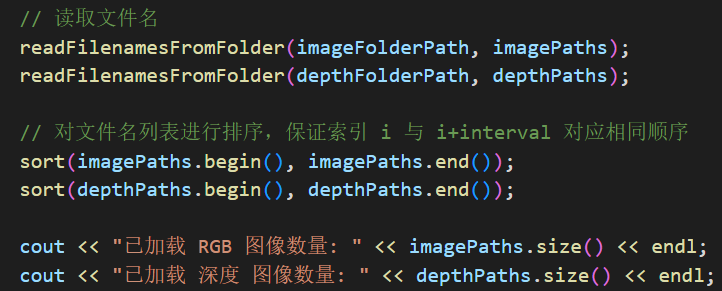 // 读取文件名
readFilenamesFromFolder(imageFolderPath, imagePaths);
readFilenamesFromFolder(depthFolderPath, depthPaths);
// 对文件名列表进行排序，保证索引 i 与 i+interval 对应相同顺序
sort(imagePaths.begin(), imagePaths.end());
sort(depthPaths.begin(), depthPaths.end());
cout << "已加载 RGB 图像数量: " << imagePaths.size() << endl;
cout << "已加载 深度 图像数量: " << depthPaths.size() << endl;